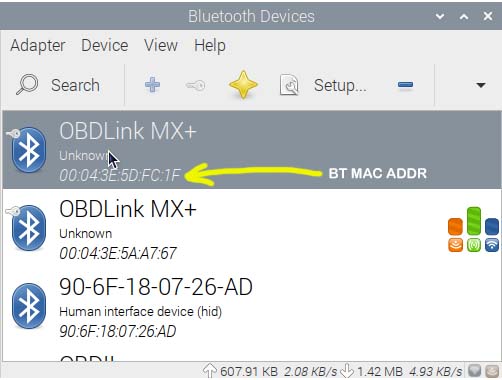 Bluetooth Devices
Adapter Device View Help
Search Setup...
OBDLink MX+
Unknown
00:04:3E:5D:FC:1F BT MAC ADDR
OBDLink MX+
Unknown
00:04:3E:5A:A7:67
90-6F-18-07-26-AD
Human interface device (hid)
90:6F:18:07:26:AD
607.91 KB 2.08 KB/s 1.42 MB 4.93 KB/s